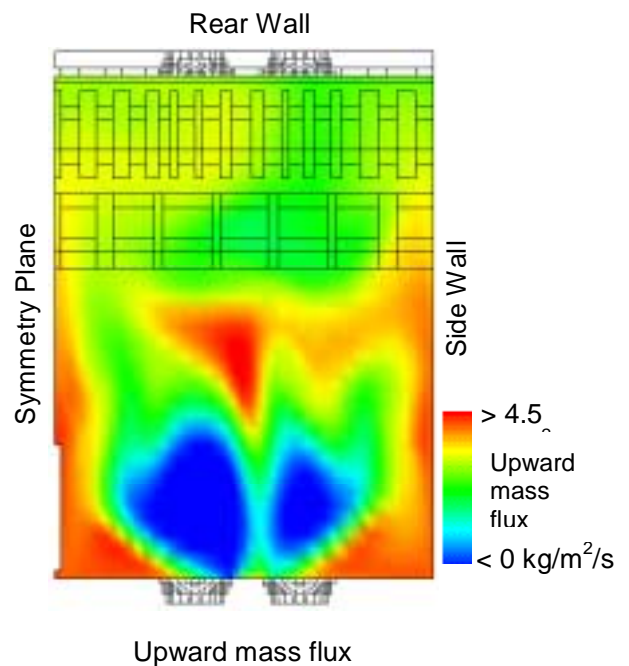 Rear Wall
Symmetry Plane
Side Wall
> 4.5
Upward
mass
flux
< 0 kg/m²/s
Upward mass flux